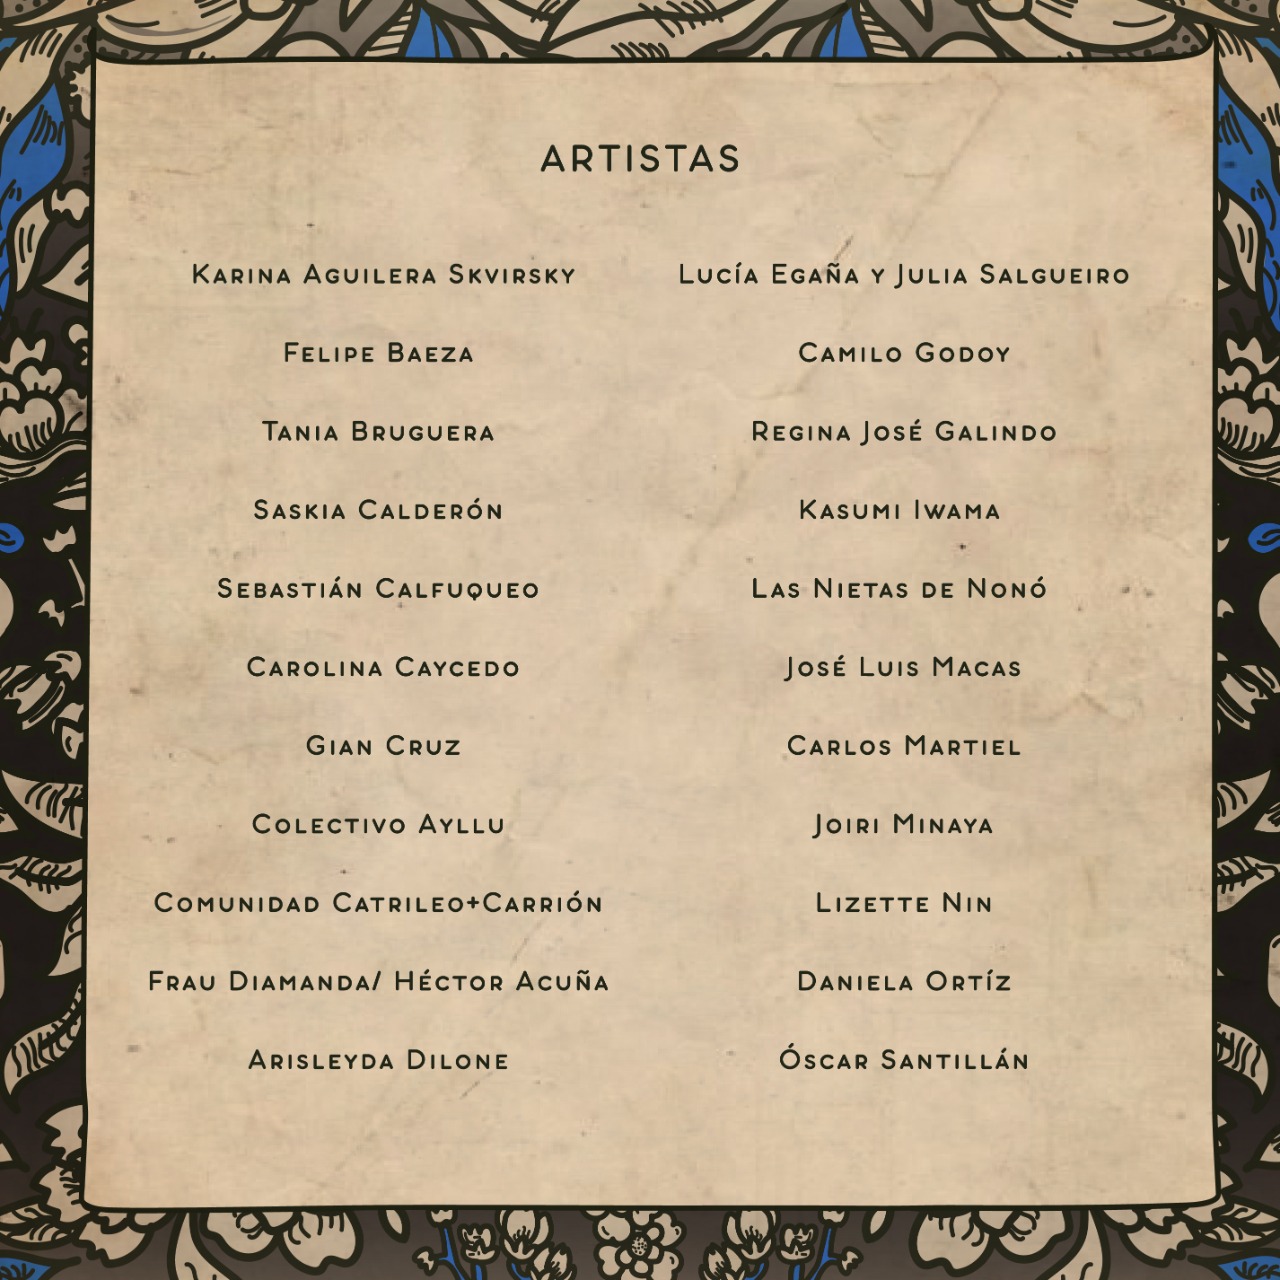 ARTISTAS
KARINA AGUILERA SKVIRSKY
FELIPE BAEZA
TANIA BRUGUERA
SASKIA CALDERÓN
SEBASTIÁN CALFUQUEO
CAROLINA CAYCEDO
GIAN CRUZ
COLECTIVO AYLLU
COMUNIDAD CATRILEO+CARRIÓN
FRAU DIAMANDA/ HÉCTOR ACUÑA
ARISLEYDA DILONE
LUCÍA EGAÑA Y JULIA SALGUEIRO
CAMILO GODOY
REGINA JOSÉ GALINDO
KASUMI IWAMA
LAS NIETAS DE NONÓ
JOSÉ LUIS MACAS
CARLOS MARTIEL
JOIRI MINAYA
LIZETTE NIN
DANIELA ORTÍZ
ÓSCAR SANTILLÁN